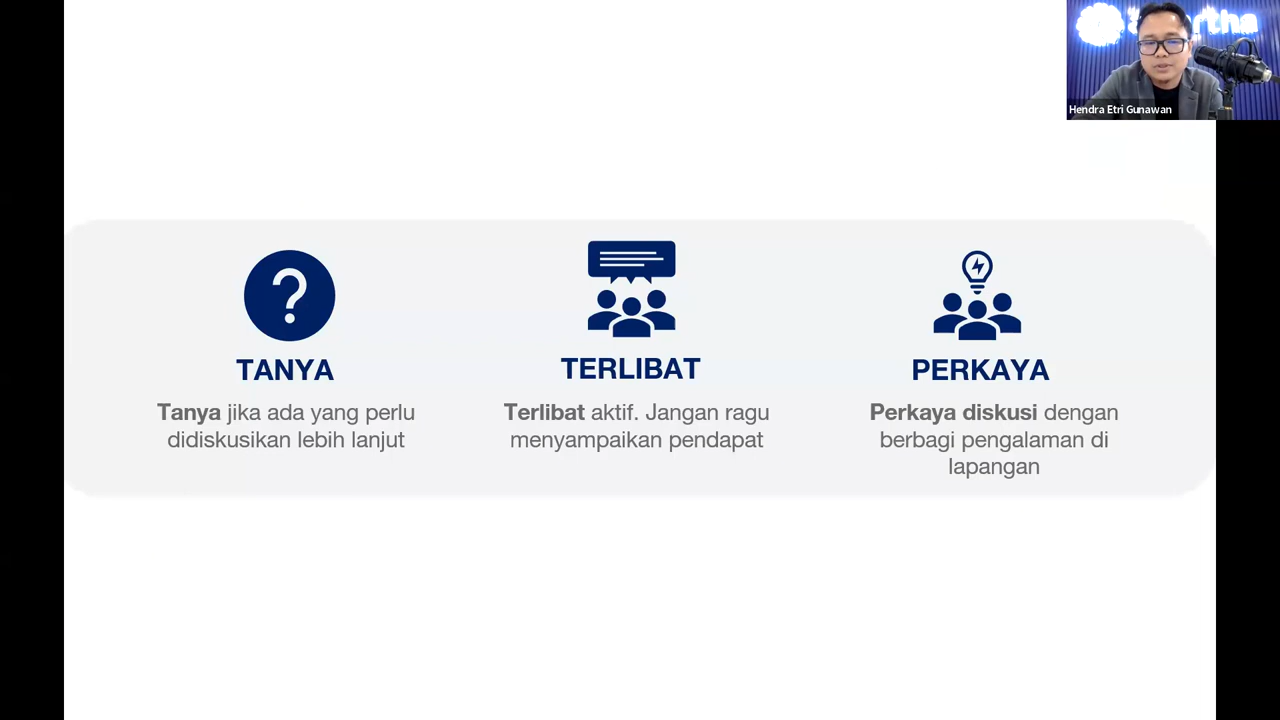 Hendra Etri Gunawan
TANYA
Tanya jika ada yang perlu
didiskusikan lebih lanjut
TERLIBAT
Terlibat aktif. Jangan ragu
menyampaikan pendapat
PERKAYA
Perkaya diskusi dengan
berbagi pengalaman di
lapangan